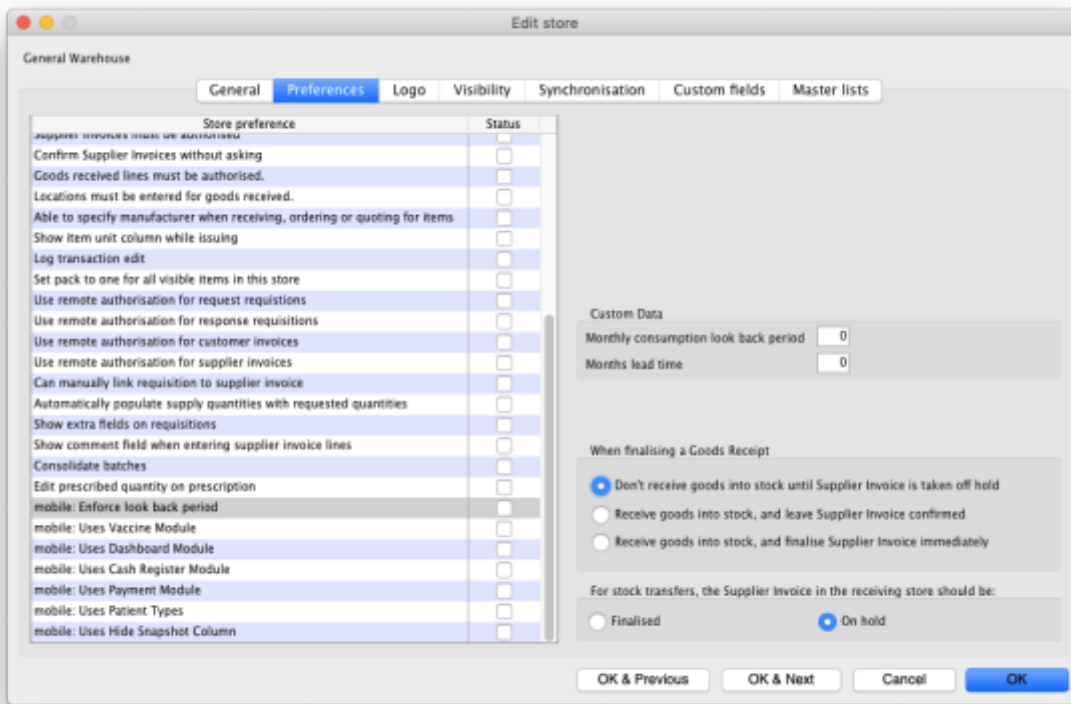 Edit store
General Warehouse
General Preferences Logo Visibility Synchronisation Custom fields Master lists
Store preference Status
Supplier invoices must be authorised
Confirm Supplier Invoices without asking
Goods received lines must be authorised.
Locations must be entered for goods received.
Able to specify manufacturer when receiving, ordering or quoting for items
Show item unit column while issuing
Log transaction edit
Set pack to one for all visible items in this store
Use remote authorisation for request requistions
Use remote authorisation for response requisitions
Use remote authorisation for customer invoices
Use remote authorisation for supplier invoices
Can manually link requisition to supplier invoice
Automatically populate supply quantities with requested quantities
Show extra fields on requisitions
Show comment field when entering supplier invoice lines
Consolidate batches
Edit prescribed quantity on prescription
mobile: Enforce look back period
mobile: Uses Vaccine Module
mobile: Uses Dashboard Module
mobile: Uses Cash Register Module
mobile: Uses Payment Module
mobile: Uses Patient Types
mobile: Uses Hide Snapshot Column
Custom Data
Monthly consumption look back period 0
Months lead time 0
When finalising a Goods Receipt
Don't receive goods into stock until Supplier Invoice is taken off hold
Receive goods into stock, and leave Supplier Invoice confirmed
Receive goods into stock, and finalise Supplier Invoice immediately
For stock transfers, the Supplier Invoice in the receiving store should be:
Finalised On hold
OK & Previous OK & Next Cancel OK